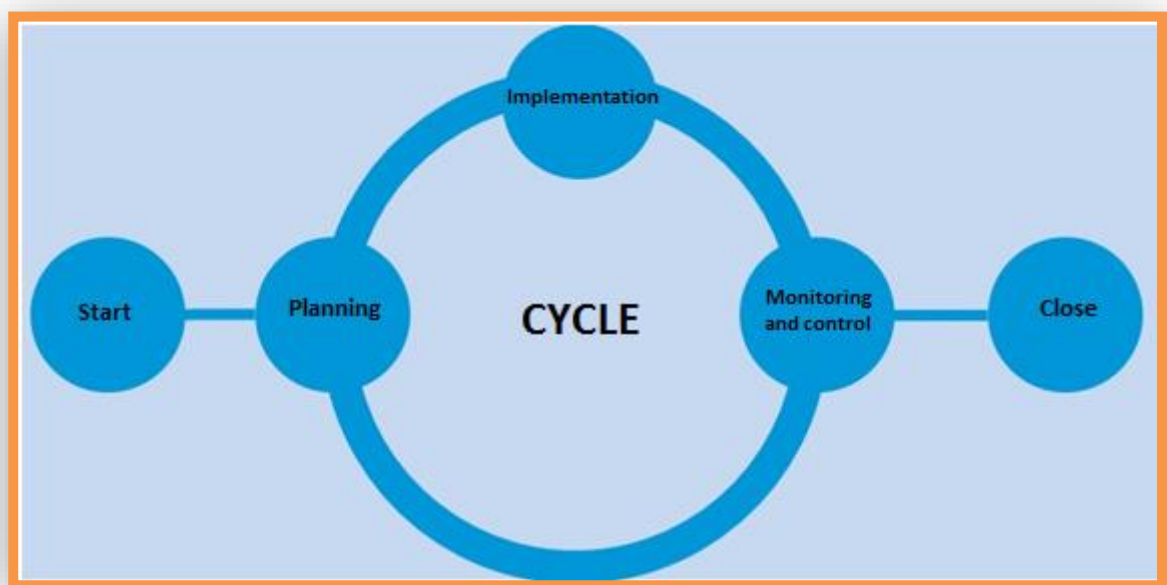 Implementation
Start
Planning
CYCLE
Monitoring
and control
Close